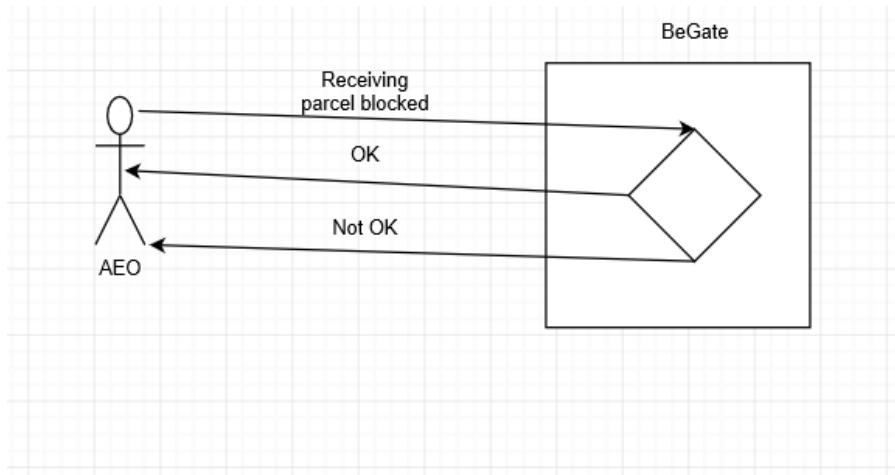 BeGate
Receiving
parcel blocked
OK
Not OK
AEO